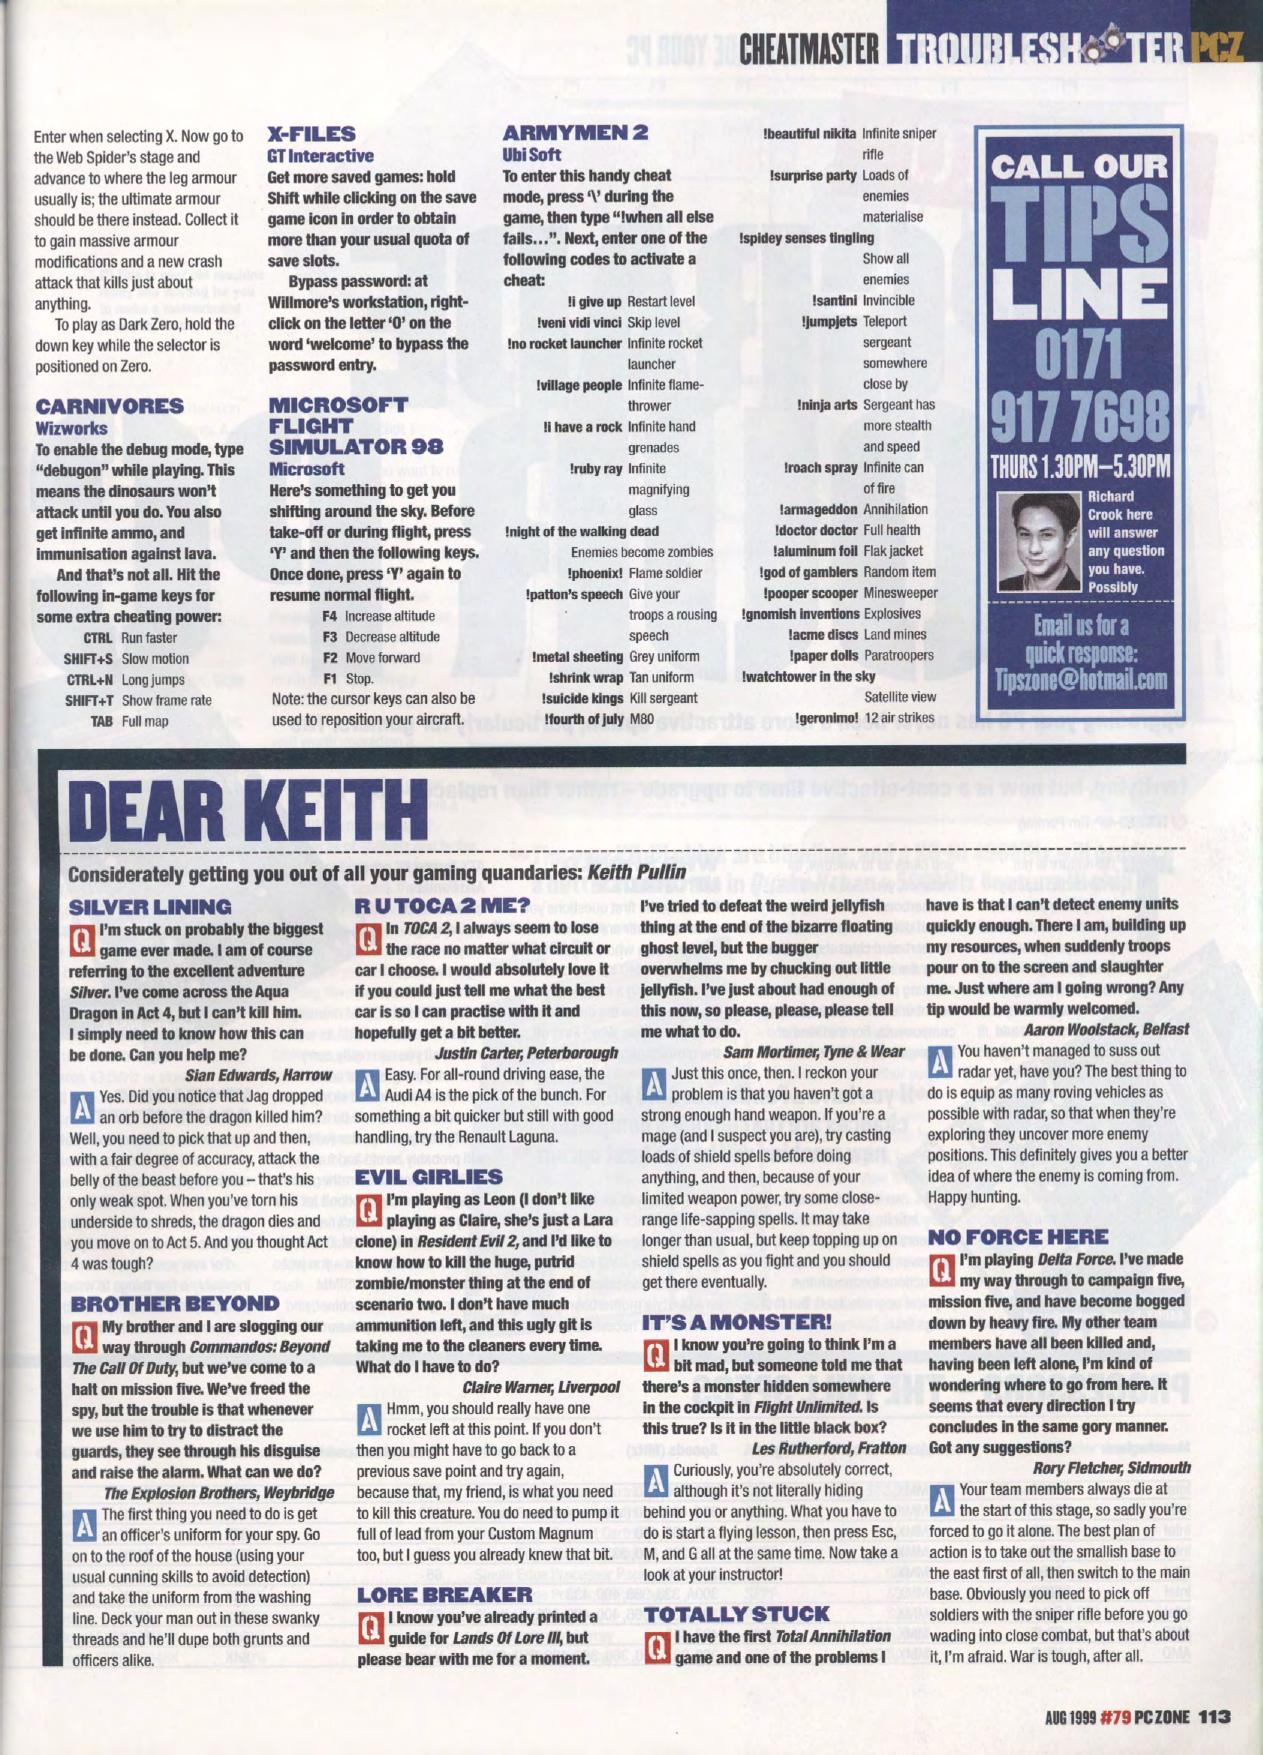 CHEATMASTER TROUBLESHOOTER PCZ
Enter when selecting X. Now go to
the Web Spider's stage and
advance to where the leg armour
usually is; the ultimate armour
should be there instead. Collect it
to gain massive armour
modifications and a new crash
attack that kills just about
anything.
To play as Dark Zero, hold the
down key while the selector is
positioned on Zero.
CARNIVORES
Wizworks
To enable the debug mode, type
“debugon” while playing. This
means the dinosaurs won't
attack until you do. You also
get infinite ammo, and
immunisation against lava.
And that's not all. Hit the
following in-game keys for
some extra cheating power:
CTRL Run faster
SHIFT+S Slow motion
CTRL+N Long jumps
SHIFT+T Show frame rate
TAB Full map
X-FILES
GT Interactive
Get more saved games: hold
Shift while clicking on the save
game icon in order to obtain
more than your usual quota of
save slots.
Bypass password: at
Willmore's workstation, right-
click on the letter ‘O’ on the
word ‘welcome’ to bypass the
password entry.
MICROSOFT
FLIGHT
SIMULATOR 98
Microsoft
Here's something to get you
shifting around the sky. Before
take-off or during flight, press
‘Y’ and then the following keys.
Once done, press ‘Y’ again to
resume normal flight.
F4 Increase altitude
F3 Decrease altitude
F2 Move forward
F1 Stop.
Note: the cursor keys can also be
used to reposition your aircraft.
ARMYMEN 2
Ubi Soft
To enter this handy cheat
mode, press ‘\’ during the
game, then type “!when all else
fails...”. Next, enter one of the
following codes to activate a
cheat:
!i give up Restart level
!veni vidi vinci Skip level
!no rocket launcher Infinite rocket
launcher
!village people Infinite flame-
thrower
!i have a rock Infinite hand
grenades
!ruby ray Infinite
magnifying
glass
!night of the walking dead
Enemies become zombies
!phoenix! Flame soldier
!patton's speech Give your
troops a rousing
speech
!metal sheeting Grey uniform
!shrink wrap Tan uniform
!suicide kings Kill sergeant
!fourth of july M80
!beautiful nikita Infinite sniper
rifle
!surprise party Loads of
enemies
materialise
!spidey senses tingling
Show all
enemies
!santini Invincible
!jumpjets Teleport
sergeant
somewhere
close by
!ninja arts Sergeant has
more stealth
and speed
!roach spray Infinite can
of fire
!armageddon Annihilation
!doctor doctor Full health
!aluminum foil Flak jacket
!god of gamblers Random item
!pooper scooper Minesweeper
!gnomish inventions Explosives
!acme discs Land mines
!paper dolls Paratroopers
!watchtower in the sky
Satellite view
!geronimo! 12 air strikes
CALL OUR
TIPS
LINE
0171
917 7698
THURS 1.30PM–5.30PM
Richard
Crook here
will answer
any question
you have.
Possibly
Email us for a
quick response:
Tipszone@hotmail.com
DEAR KEITH
Considerately getting you out of all your gaming quandaries: Keith Pullin
SILVER LINING
Q I'm stuck on probably the biggest
game ever made. I am of course
referring to the excellent adventure
Silver. I've come across the Aqua
Dragon in Act 4, but I can't kill him.
I simply need to know how this can
be done. Can you help me?
Sian Edwards, Harrow
A Yes. Did you notice that Jag dropped
an orb before the dragon killed him?
Well, you need to pick that up and then,
with a fair degree of accuracy, attack the
belly of the beast before you – that's his
only weak spot. When you've torn his
underside to shreds, the dragon dies and
you move on to Act 5. And you thought Act
4 was tough?
BROTHER BEYOND
Q My brother and I are slogging our
way through Commandos: Beyond
The Call Of Duty, but we've come to a
halt on mission five. We've freed the
spy, but the trouble is that whenever
we use him to try to distract the
guards, they see through his disguise
and raise the alarm. What can we do?
The Explosion Brothers, Weybridge
A The first thing you need to do is get
an officer's uniform for your spy. Go
on to the roof of the house (using your
usual cunning skills to avoid detection)
and take the uniform from the washing
line. Deck your man out in these swanky
threads and he'll dupe both grunts and
officers alike.
R U TOCA 2 ME?
Q In TOCA 2, I always seem to lose
the race no matter what circuit or
car I choose. I would absolutely love it
if you could just tell me what the best
car is so I can practise with it and
hopefully get a bit better.
Justin Carter, Peterborough
A Easy. For all-round driving ease, the
Audi A4 is the pick of the bunch. For
something a bit quicker but still with good
handling, try the Renault Laguna.
EVIL GIRLIES
Q I'm playing as Leon (I don't like
playing as Claire, she's just a Lara
clone) in Resident Evil 2, and I'd like to
know how to kill the huge, putrid
zombie/monster thing at the end of
scenario two. I don't have much
ammunition left, and this ugly git is
taking me to the cleaners every time.
What do I have to do?
Claire Warner, Liverpool
A Hmm, you should really have one
rocket left at this point. If you don't
then you might have to go back to a
previous save point and try again,
because that, my friend, is what you need
to kill this creature. You do need to pump it
full of lead from your Custom Magnum
too, but I guess you already knew that bit.
LORE BREAKER
Q I know you've already printed a
guide for Lands Of Lore III, but
please bear with me for a moment.
I've tried to defeat the weird jellyfish
thing at the end of the bizarre floating
ghost level, but the bugger
overwhelms me by chucking out little
jellyfish. I've just about had enough of
this now, so please, please, please tell
me what to do.
Sam Mortimer, Tyne & Wear
A Just this once, then. I reckon your
problem is that you haven't got a
strong enough hand weapon. If you're a
mage (and I suspect you are), try casting
loads of shield spells before doing
anything, and then, because of your
limited weapon power, try some close-
range life-sapping spells. It may take
longer than usual, but keep topping up on
shield spells as you fight and you should
get there eventually.
IT'S A MONSTER!
Q I know you're going to think I'm a
bit mad, but someone told me that
there's a monster hidden somewhere
in the cockpit in Flight Unlimited. Is
this true? Is it in the little black box?
Les Rutherford, Fratton
A Curiously, you're absolutely correct,
although it's not literally hiding
behind you or anything. What you have to
do is start a flying lesson, then press Esc,
M, and G all at the same time. Now take a
look at your instructor!
TOTALLY STUCK
Q I have the first Total Annihilation
game and one of the problems I
have is that I can't detect enemy units
quickly enough. There I am, building up
my resources, when suddenly troops
pour on to the screen and slaughter
me. Just where am I going wrong? Any
tip would be warmly welcomed.
Aaron Woolstack, Belfast
A You haven't managed to suss out
radar yet, have you? The best thing to
do is equip as many roving vehicles as
possible with radar, so that when they're
exploring they uncover more enemy
positions. This definitely gives you a better
idea of where the enemy is coming from.
Happy hunting.
NO FORCE HERE
Q I'm playing Delta Force. I've made
my way through to campaign five,
mission five, and have become bogged
down by heavy fire. My other team
members have all been killed and,
having been left alone, I'm kind of
wondering where to go from here. It
seems that every direction I try
concludes in the same gory manner.
Got any suggestions?
Rory Fletcher, Sidmouth
A Your team members always die at
the start of this stage, so sadly you're
forced to go it alone. The best plan of
action is to take out the smallish base to
the east first of all, then switch to the main
base. Obviously you need to pick off
soldiers with the sniper rifle before you go
wading into close combat, but that's about
it, I'm afraid. War is tough, after all.
AUG 1999 #79 PC ZONE 113